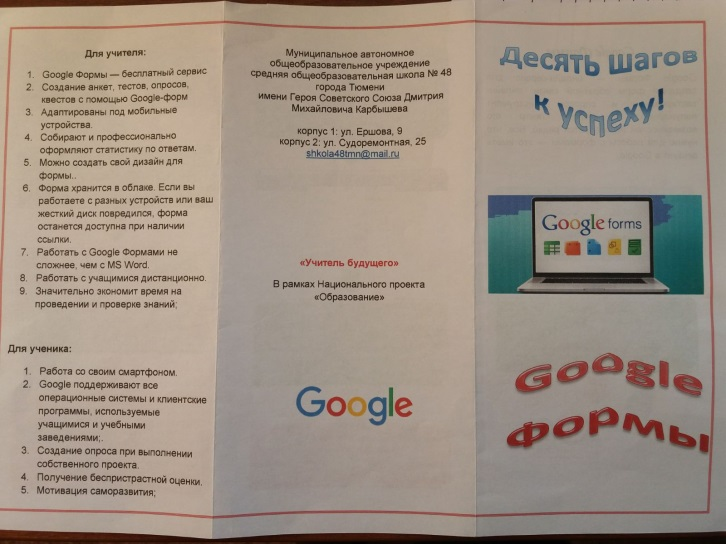 Для учителя:
1. Google Формы — бесплатный сервис
2. Создание анкет, тестов, опросов,
квестов с помощью Google-форм
3. Адаптированы под мобильные
устройства.
4. Собирают и профессионально
оформляют статистику по ответам.
5. Можно создать свой дизайн для
формы..
6. Форма хранится в облаке. Если вы
работаете с разных устройств или ваш
жесткий диск повредился, форма
останется доступна при наличии
ссылки.
7. Работать с Google Формами не
сложнее, чем с MS Word.
8. Работать с учащимися дистанционно.
9. Значительно экономит время на
проведении и проверке знаний;
Для ученика:
1. Работа со своим смартфоном.
2. Google поддерживают все
операционные системы и клиентские
программы, используемые
учащимися и учебными
заведениями;.
3. Создание опроса при выполнении
собственного проекта.
4. Получение беспристрастной оценки.
5. Мотивация саморазвития;
Муниципальное автономное
общеобразовательное учреждение
средняя общеобразовательная школа № 48
города Тюмени
имени Героя Советского Союза Дмитрия
Михайловича Карбышева
корпус 1: ул. Ершова, 9
корпус 2: ул. Судоремонтная, 25
shkola48tmn@mail.ru
«Учитель будущего»
В рамках Национального проекта
«Образование»
Google
Десять шагов
к успеху!
Google forms
Google
Формы